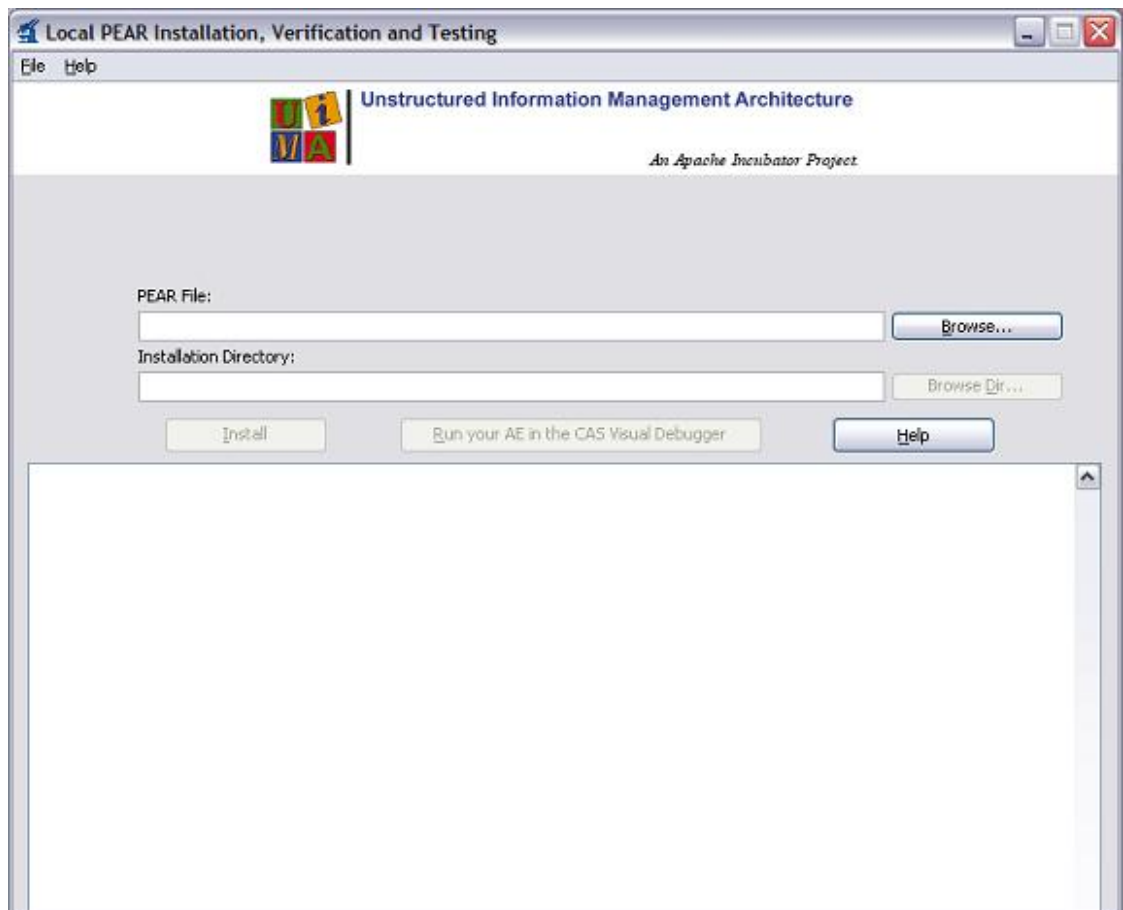 Local PEAR Installation, Verification and Testing
File Help
UiMA
Unstructured Information Management Architecture
An Apache Incubator Project
PEAR File:
Browse...
Installation Directory:
Browse Dir...
Install Run your AE in the CAS Visual Debugger Help